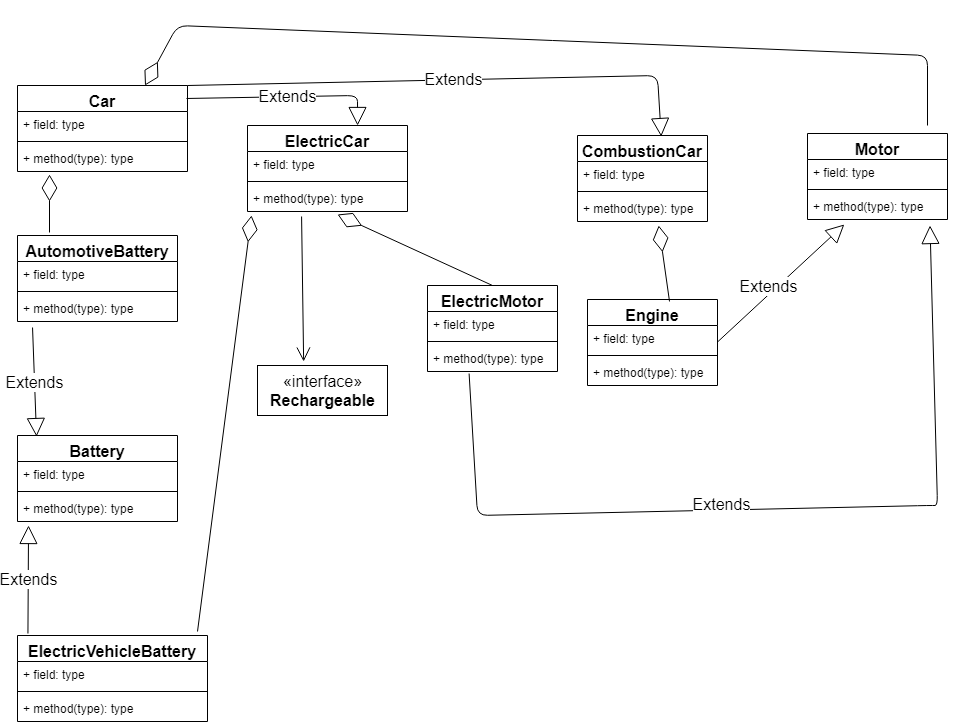 Extends
Car
+ field: type
+ method(type): type
Extends
ElectricCar
+ field: type
+ method(type): type
CombustionCar
+ field: type
+ method(type): type
Motor
+ field: type
+ method(type): type
AutomotiveBattery
+ field: type
+ method(type): type
Extends
ElectricMotor
+ field: type
+ method(type): type
Engine
+ field: type
+ method(type): type
«interface»
Rechargeable
Extends
Battery
+ field: type
+ method(type): type
Extends
Extends
ElectricVehicleBattery
+ field: type
+ method(type): type